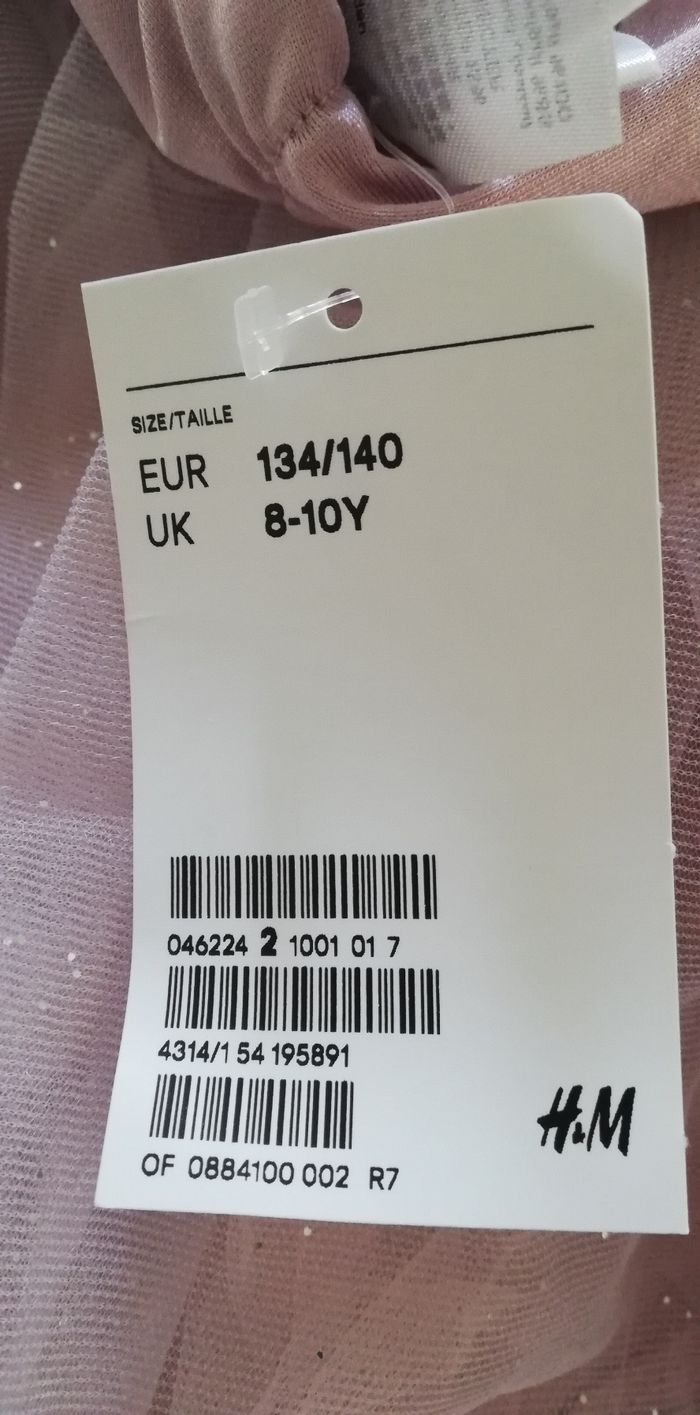 SIZE/TAILLE
EUR 134/140
UK 8-10Y
046224 2 1001 01 7
4314/1 54 195891
H&M
OF 0884100 002 R7